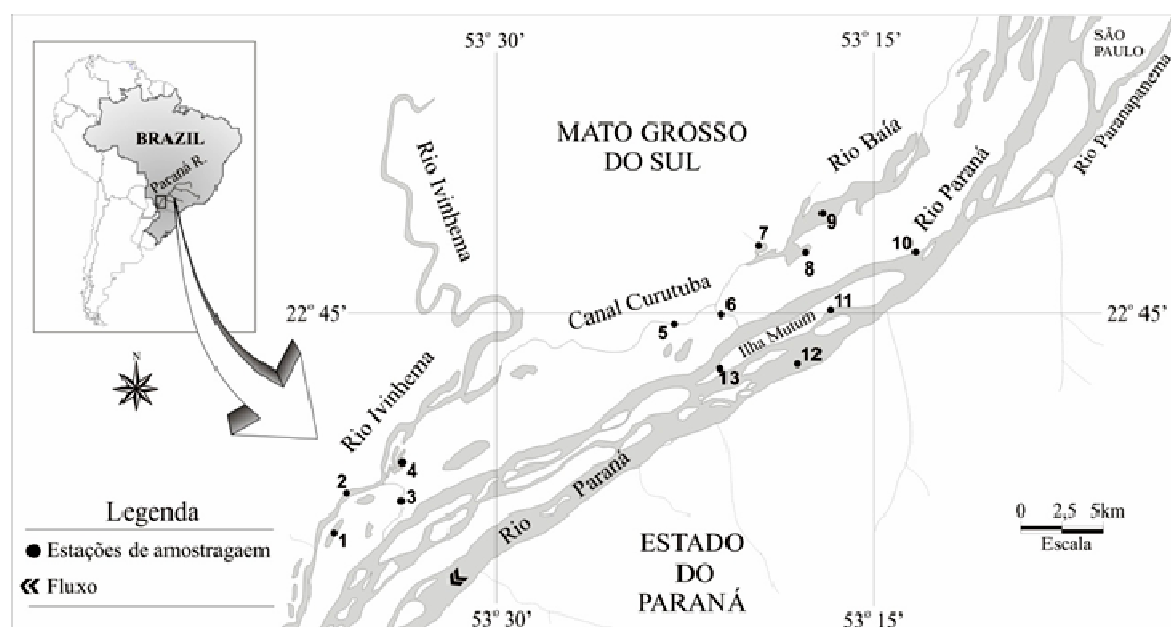 53° 30'
53° 15'
SÃO
PAULO
BRAZIL
Paraná R.
MATO GROSSO
DO SUL
Rio Ivinhema
Rio Baía
Rio Paraná
Rio Paranapanema
7
9
8
10
22° 45'
Canal Curutuba
6
5
11
22° 45'
Ilha Mutum
N
12
13
Rio Ivinhema
4
2
3
1
Rio Paraná
Legenda
Estações de amostragaem
Fluxo
0 2,5 5km
Escala
ESTADO
DO
PARANÁ
53° 30'
53° 15'